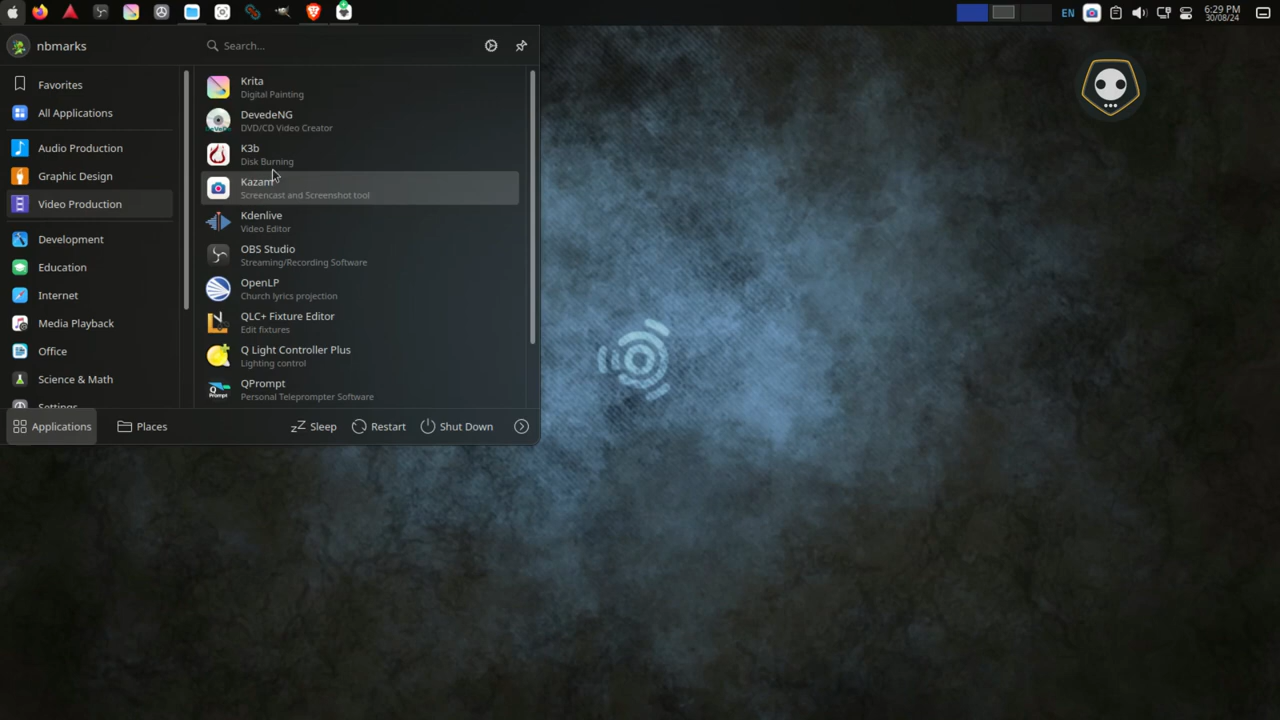 EN
6:29 PM
30/08/24
nbmarks
Search...
Favorites
All Applications
Audio Production
Graphic Design
Video Production
Development
Education
Internet
Media Playback
Office
Science & Math
Settings
Krita
Digital Painting
DevedeNG
DVD/CD Video Creator
K3b
Disk Burning
Kazam
Screencast and Screenshot tool
Kdenlive
Video Editor
OBS Studio
Streaming/Recording Software
OpenLP
Church lyrics projection
QLC+ Fixture Editor
Edit fixtures
Q Light Controller Plus
Lighting control
QPrompt
Personal Teleprompter Software
Applications
Places
Sleep
Restart
Shut Down